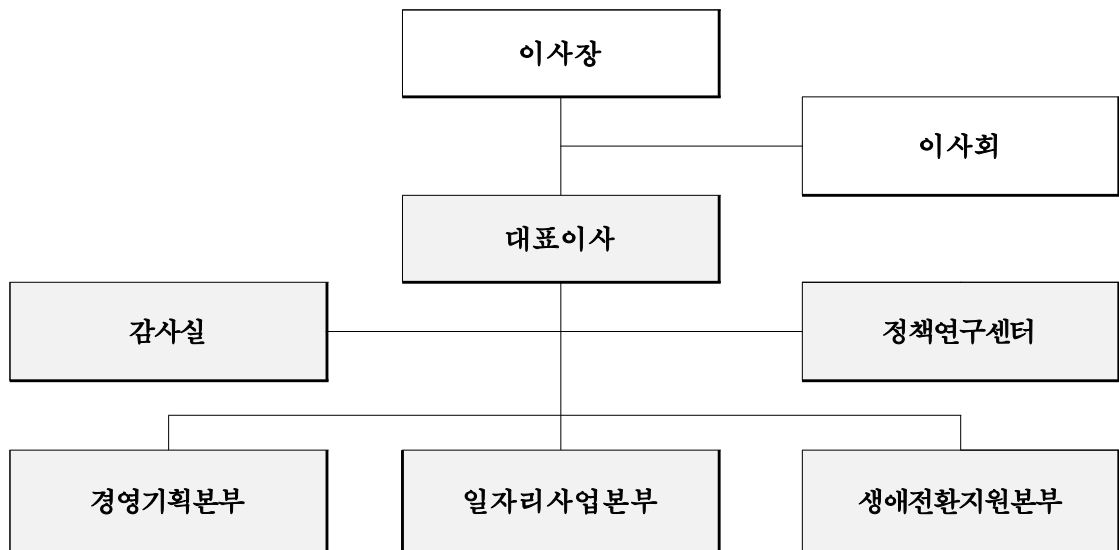 이사장
이사회
대표이사
감사실
정책연구센터
경영기획본부
일자리사업본부
생애전환지원본부